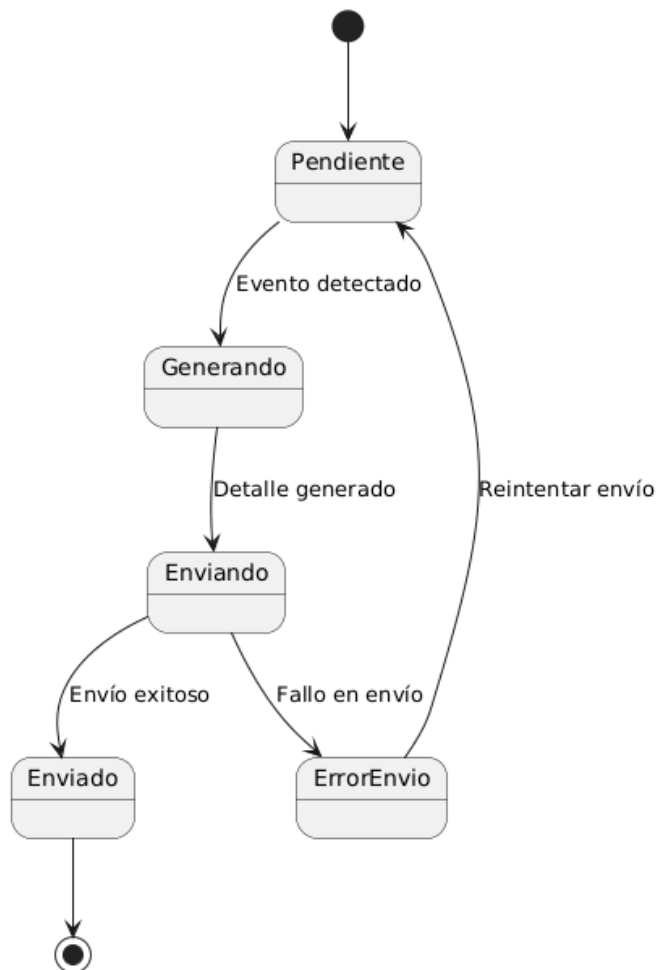 Pendiente
Evento detectado
Generando
Detalle generado
Reintentar envío
Enviando
Envío exitoso
Fallo en envío
Enviado
ErrorEnvio